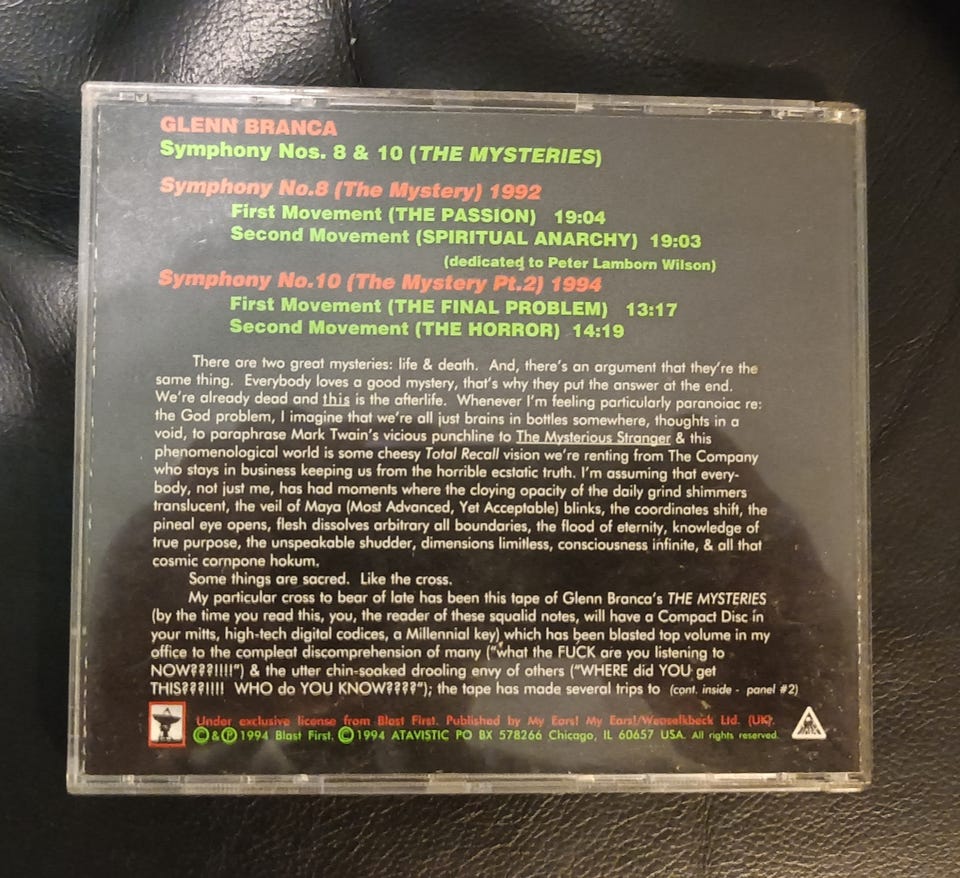 GLENN BRANCA
Symphony Nos. 8 & 10 (THE MYSTERIES)
Symphony No.8 (The Mystery) 1992
First Movement (THE PASSION) 19:04
Second Movement (SPIRITUAL ANARCHY) 19:03
(dedicated to Peter Lamborn Wilson)
Symphony No.10 (The Mystery Pt.2) 1994
First Movement (THE FINAL PROBLEM) 13:17
Second Movement (THE HORROR) 14:19
There are two great mysteries: life & death. And, there's an argument that they're the
same thing. Everybody loves a good mystery, that's why they put the answer at the end.
We're already dead and this is the afterlife. Whenever I'm feeling particularly paranoiac re:
the God problem, I imagine that we're all just brains in bottles somewhere, thoughts in a
void, to paraphrase Mark Twain's vicious punchline to The Mysterious Stranger & this
phenomenological world is some cheesy Total Recall vision we're renting from The Company
who stays in business keeping us from the horrible ecstatic truth. I'm assuming that every-
body, not just me, has had moments where the cloying opacity of the daily grind shimmers
translucent, the veil of Maya (Most Advanced, Yet Acceptable) blinks, the coordinates shift, the
pineal eye opens, flesh dissolves arbitrary all boundaries, the flood of eternity, knowledge of
true purpose, the unspeakable shudder, dimensions limitless, consciousness infinite, & all that
cosmic cornpone hokum.
Some things are sacred. Like the cross.
My particular cross to bear of late has been this tape of Glenn Branca's THE MYSTERIES
(by the time you read this, you, the reader of these squalid notes, will have a Compact Disc in
your mitts, high-tech digital codices, a Millennial key) which has been blasted top volume in my
office to the compleat discomprehension of many ("what the FUCK are you listening to
NOW???!!!!") & the utter chin-soaked drooling envy of others ("WHERE did YOU get
THIS???!!!! WHO do YOU KNOW????"); the tape has made several trips to (cont. inside - panel #2)
Under exclusive license from Blast First. Published by My Ears! My Ears!/Weaselkbeck Ltd. (UK).
©&℗1994 Blast First. ©1994 ATAVISTIC PO BX 578266 Chicago, IL 60657 USA. All rights reserved.